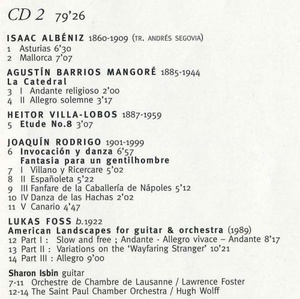 CD 2 79'26
ISAAC ALBÉNIZ 1860-1909 (TR. ANDRÉS SEGOVIA)
1 Asturias 6'30
2 Mallorca 7'07
AGUSTÍN BARRIOS MANGORÉ 1885-1944
La Catedral
3 I Andante religioso 2'00
4 II Allegro solemne 3'17
HEITOR VILLA-LOBOS 1887-1959
5 Etude No.8 3'07
JOAQUÍN RODRIGO 1901-1999
6 Invocación y danza 6'57
Fantasia para un gentilhombre
7 I Villano y Ricercare 5'02
8 II Españoleta 5'22
9 III Fanfare de la Caballería de Nápoles 5'12
10 IV Danza de las Hachas 2'02
11 V Canario 4'47
LUKAS FOSS b.1922
American Landscapes for guitar & orchestra (1989)
12 Part I : Slow and free ; Andante - Allegro vivace – Andante 8'17
13 Part II : Variations on the 'Wayfaring Stranger' 10'21
14 Part III : Allegro 9'00
Sharon Isbin guitar
7-11 Orchestre de Chambre de Lausanne / Lawrence Foster
12-14 The Saint Paul Chamber Orchestra / Hugh Wolff